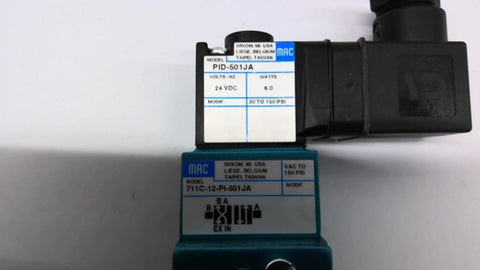 WIXOM, MI. USA
LIEGE, BELGIUM
TAIPEI, TAIWAN
MAC
MODEL
PID-501JA
VOLTS / HZ
WATTS
24 VDC
6.0
MODIF.
30 TO 150 PSI
MAC
WIXOM, MI. USA
LIEGE, BELGIUM
TAIPEI, TAIWAN
VAC TO
150 PSI
MODEL
711C-12-PI-501JA
MODIF.
B A
B
A
EX IN